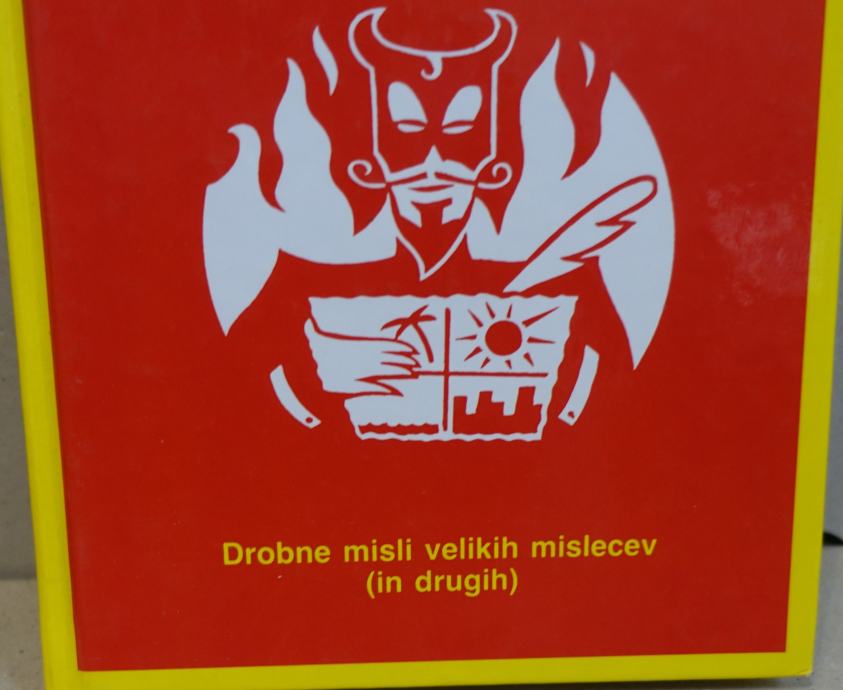 Drobne misli velikih mislecev
(in drugih)